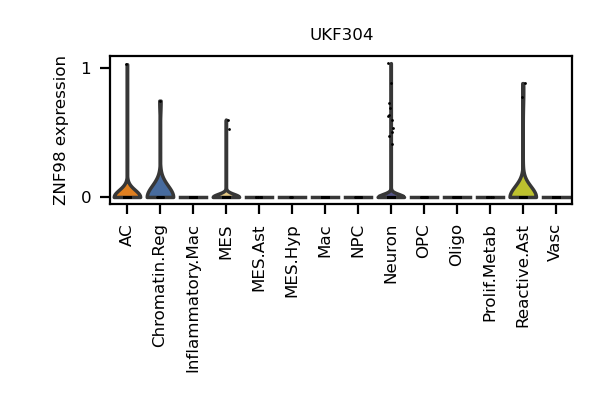 UKF304
ZNF98 expression
1
0
AC
Chromatin.Reg
Inflammatory.Mac
MES
MES.Ast
MES.Hyp
Mac
NPC
Neuron
OPC
Oligo
Prolif.Metab
Reactive.Ast
Vasc